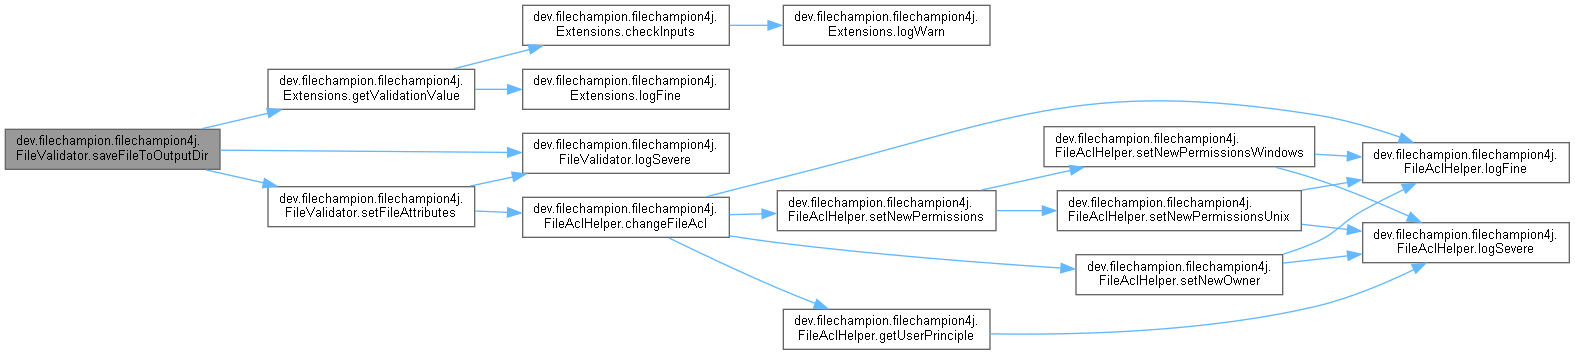 dev.filechampion.filechampion4j.
FileValidator.saveFileToOutputDir
dev.filechampion.filechampion4j.
Extensions.getValidationValue
dev.filechampion.filechampion4j.
Extensions.checkInputs
dev.filechampion.filechampion4j.
Extensions.logWarn
dev.filechampion.filechampion4j.
Extensions.logFine
dev.filechampion.filechampion4j.
FileValidator.logSevere
dev.filechampion.filechampion4j.
FileValidator.setFileAttributes
dev.filechampion.filechampion4j.
FileAclHelper.changeFileAcl
dev.filechampion.filechampion4j.
FileAclHelper.setNewPermissions
dev.filechampion.filechampion4j.
FileAclHelper.setNewPermissionsWindows
dev.filechampion.filechampion4j.
FileAclHelper.logFine
dev.filechampion.filechampion4j.
FileAclHelper.setNewPermissionsUnix
dev.filechampion.filechampion4j.
FileAclHelper.logSevere
dev.filechampion.filechampion4j.
FileAclHelper.setNewOwner
dev.filechampion.filechampion4j.
FileAclHelper.getUserPrinciple